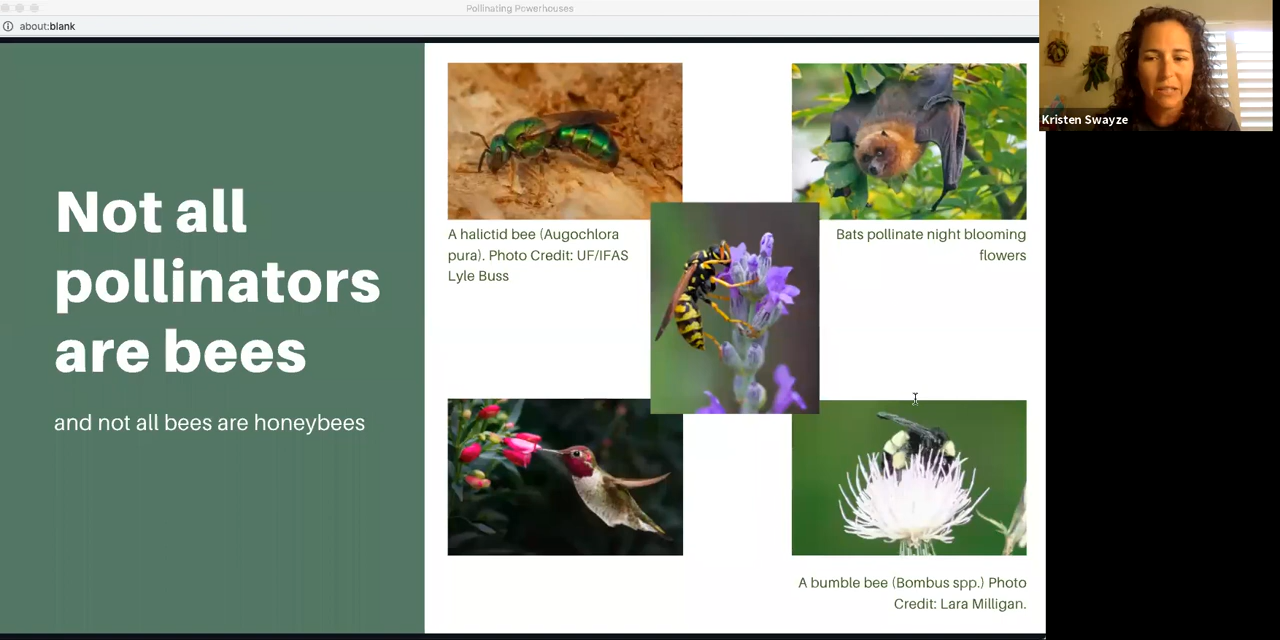 Pollinating Powerhouses
about:blank
Kristen Swayze
Not all
pollinators
are bees
and not all bees are honeybees
A halictid bee (Augochlora
pura). Photo Credit: UF/IFAS
Lyle Buss
Bats pollinate night blooming
flowers
A bumble bee (Bombus spp.) Photo
Credit: Lara Milligan.